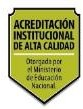 ACREDITACIÓN
INSTITUCIONAL
DE ALTA CALIDAD
Otorgada por
el Ministerio
de Educación
Nacional